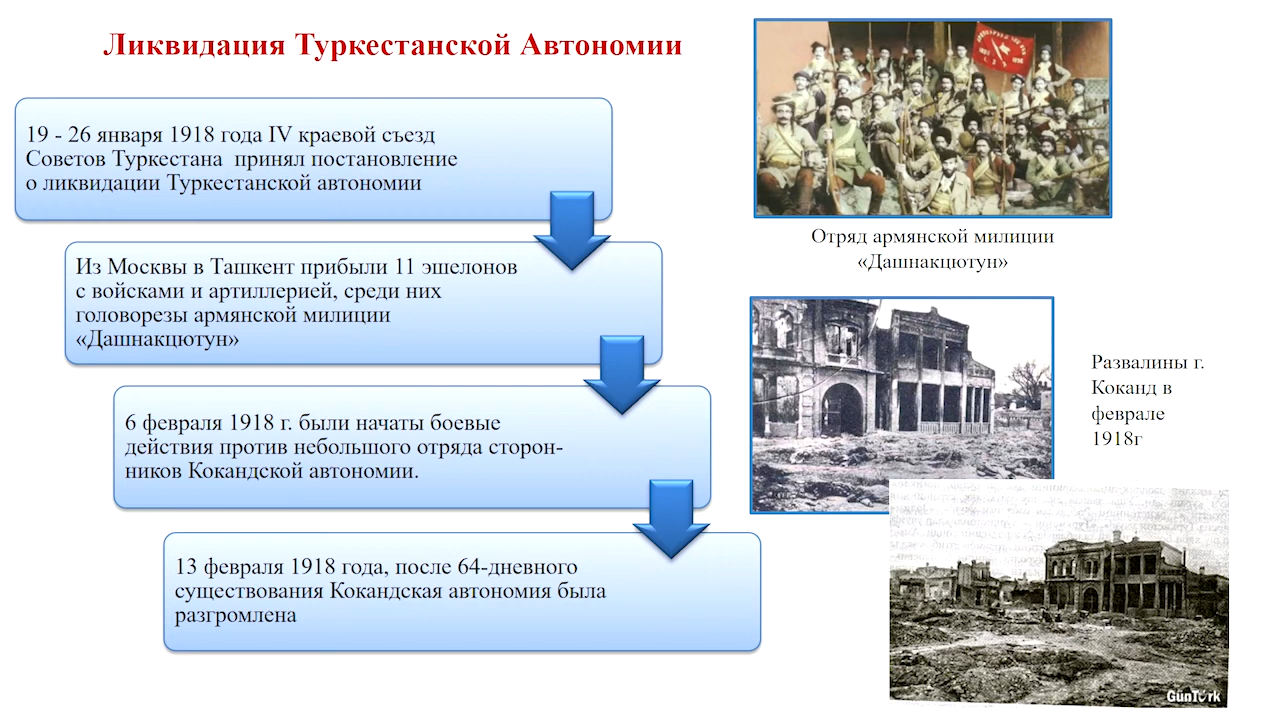 Ликвидация Туркестанской Автономии
19 - 26 января 1918 года IV краевой съезд
Советов Туркестана принял постановление
о ликвидации Туркестанской автономии
Из Москвы в Ташкент прибыли 11 эшелонов
с войсками и артиллерией, среди них
головорезы армянской милиции
«Дашнакцютун»
6 февраля 1918 г. были начаты боевые
действия против небольшого отряда сторон-
ников Кокандской автономии.
13 февраля 1918 года, после 64-дневного
существования Кокандская автономия была
разгромлена
Отряд армянской милиции
«Дашнакцютун»
Развалины г.
Коканд в
феврале
1918г
GünTürk